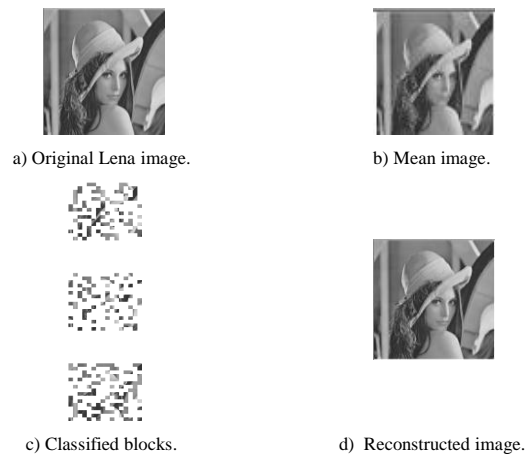 a) Original Lena image.
b) Mean image.
c) Classified blocks.
d) Reconstructed image.